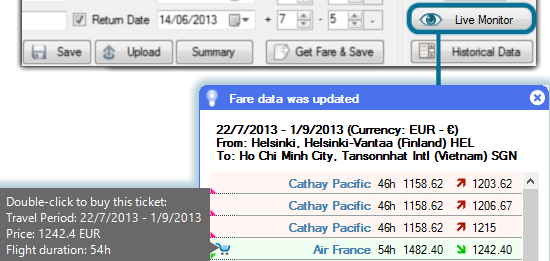 Return Date 14/06/2013 + 7 - 5 - Live Monitor
Save Upload Summary Get Fare & Save Historical Data
Fare data was updated
22/7/2013 - 1/9/2013 (Currency: EUR - €)
From: Helsinki, Helsinki-Vantaa (Finland) HEL
To: Ho Chi Minh City, Tansonnhat Intl (Vietnam) SGN
Cathay Pacific 46h 1158.62 1203.62
Cathay Pacific 46h 1158.62 1206.67
Cathay Pacific 46h 1158.62 1215
Air France 54h 1482.40 1242.40
Double-click to buy this ticket:
Travel Period: 22/7/2013 - 1/9/2013
Price: 1242.4 EUR
Flight duration: 54h